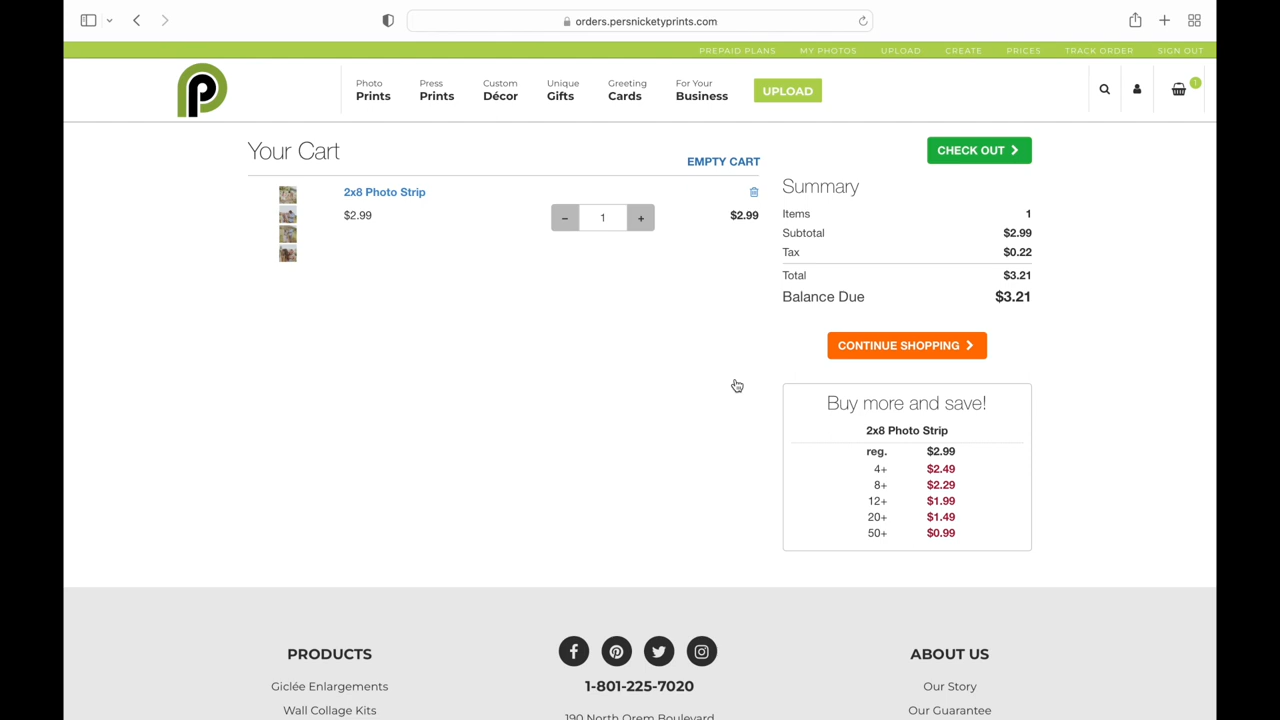 orders.persnicketyprints.com
PREPAID PLANS MY PHOTOS UPLOAD CREATE PRICES TRACK ORDER SIGN OUT
Photo Prints
Press Prints
Custom Décor
Unique Gifts
Greeting Cards
For Your Business
UPLOAD
1
Your Cart
EMPTY CART
2x8 Photo Strip
$2.99 − 1 + $2.99
CHECK OUT
Summary
Items 1
Subtotal $2.99
Tax $0.22
Total $3.21
Balance Due $3.21
CONTINUE SHOPPING
Buy more and save!
2x8 Photo Strip
reg. $2.99
4+ $2.49
8+ $2.29
12+ $1.99
20+ $1.49
50+ $0.99
PRODUCTS
Giclée Enlargements
Wall Collage Kits
1-801-225-7020
190 North Orem Boulevard
ABOUT US
Our Story
Our Guarantee